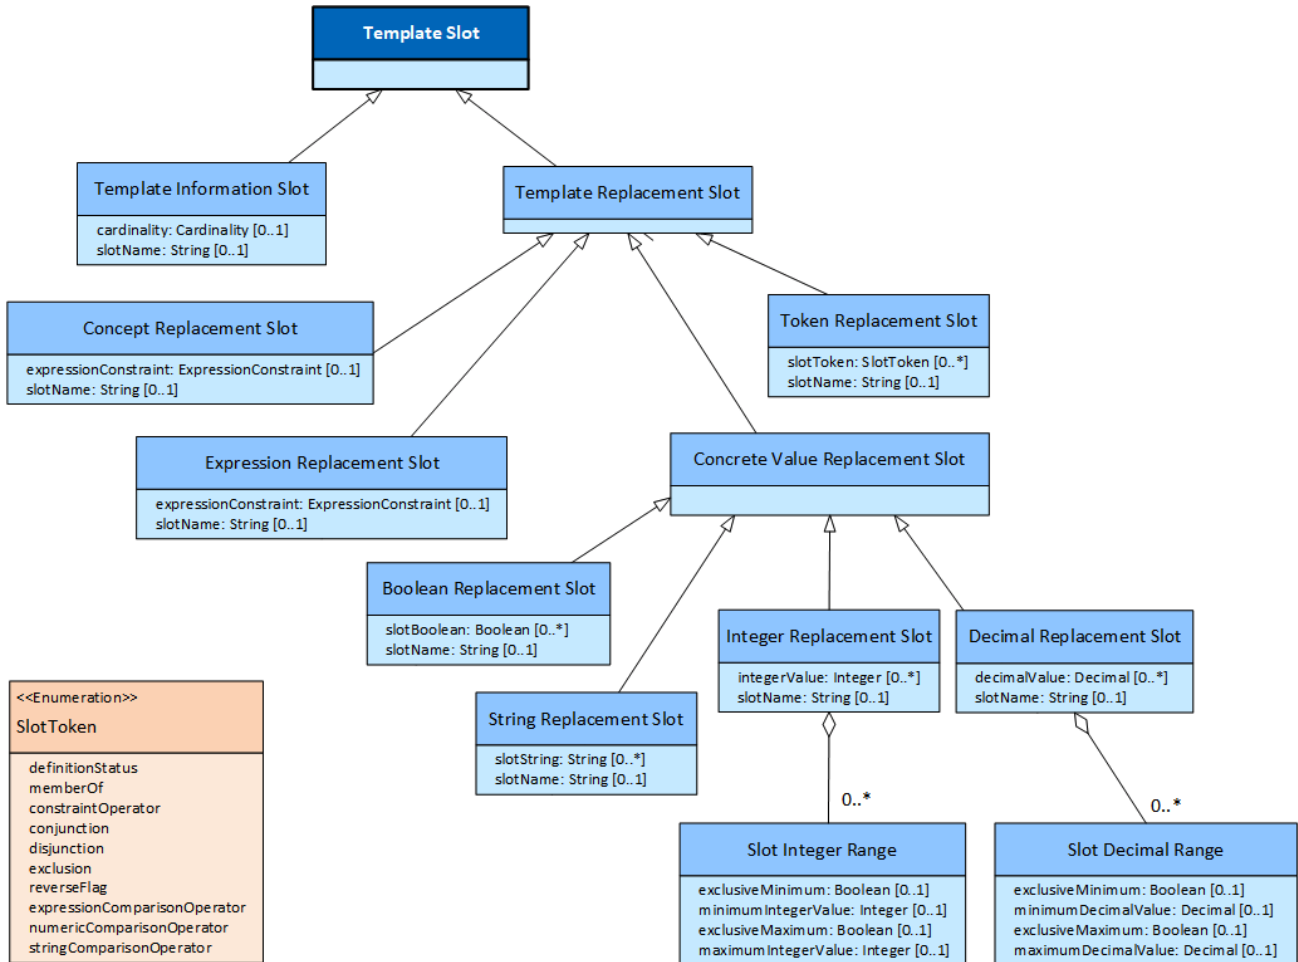 Template Slot
Template Information Slot
cardinality: Cardinality [0..1]
slotName: String [0..1]
Template Replacement Slot
Concept Replacement Slot
expressionConstraint: ExpressionConstraint [0..1]
slotName: String [0..1]
Token Replacement Slot
slotToken: SlotToken [0..*]
slotName: String [0..1]
Expression Replacement Slot
expressionConstraint: ExpressionConstraint [0..1]
slotName: String [0..1]
Concrete Value Replacement Slot
Boolean Replacement Slot
slotBoolean: Boolean [0..*]
slotName: String [0..1]
Integer Replacement Slot
integerValue: Integer [0..*]
slotName: String [0..1]
Decimal Replacement Slot
decimalValue: Decimal [0..*]
slotName: String [0..1]
String Replacement Slot
slotString: String [0..*]
slotName: String [0..1]
<<Enumeration>>
SlotToken
definitionStatus
memberOf
constraintOperator
conjunction
disjunction
exclusion
reverseFlag
expressionComparisonOperator
numericComparisonOperator
stringComparisonOperator
0..*
0..*
Slot Integer Range
exclusiveMinimum: Boolean [0..1]
minimumIntegerValue: Integer [0..1]
exclusiveMaximum: Boolean [0..1]
maximumIntegerValue: Integer [0..1]
Slot Decimal Range
exclusiveMinimum: Boolean [0..1]
minimumDecimalValue: Decimal [0..1]
exclusiveMaximum: Boolean [0..1]
maximumDecimalValue: Decimal [0..1]